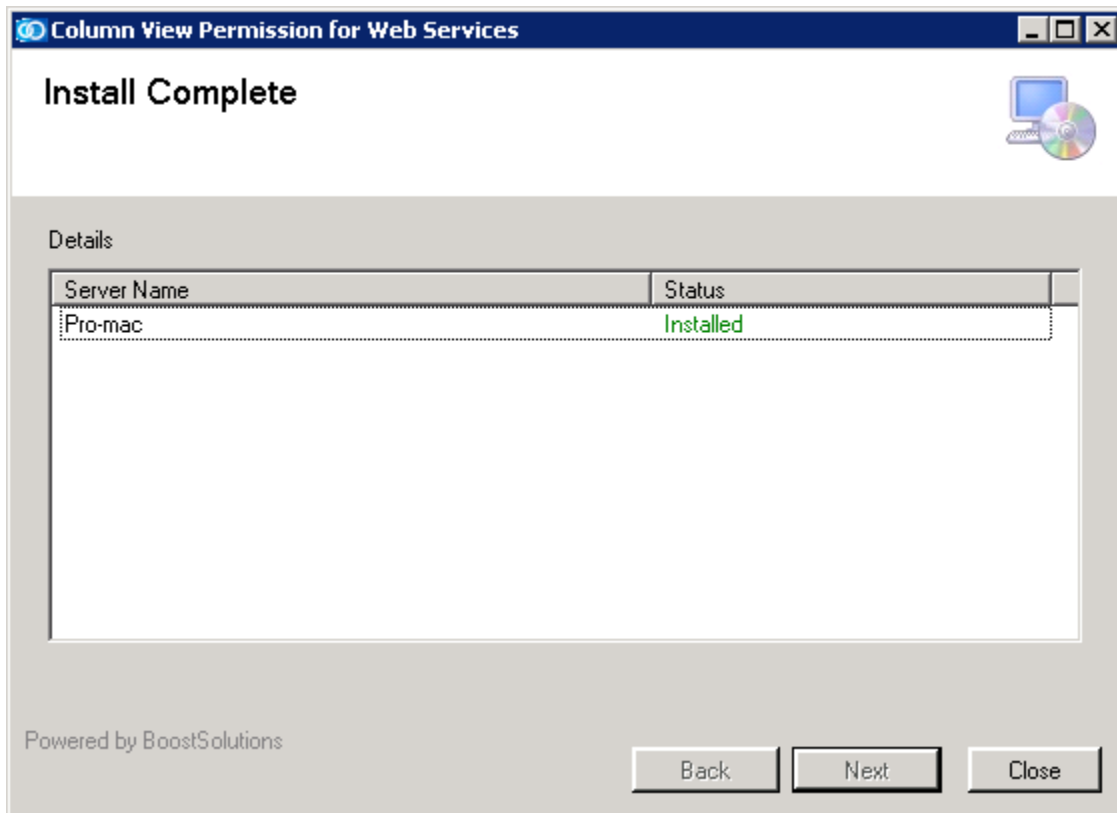 Column View Permission for Web Services
Install Complete
Details
Server Name Status
Pro-mac Installed
Powered by BoostSolutions
Back Next Close